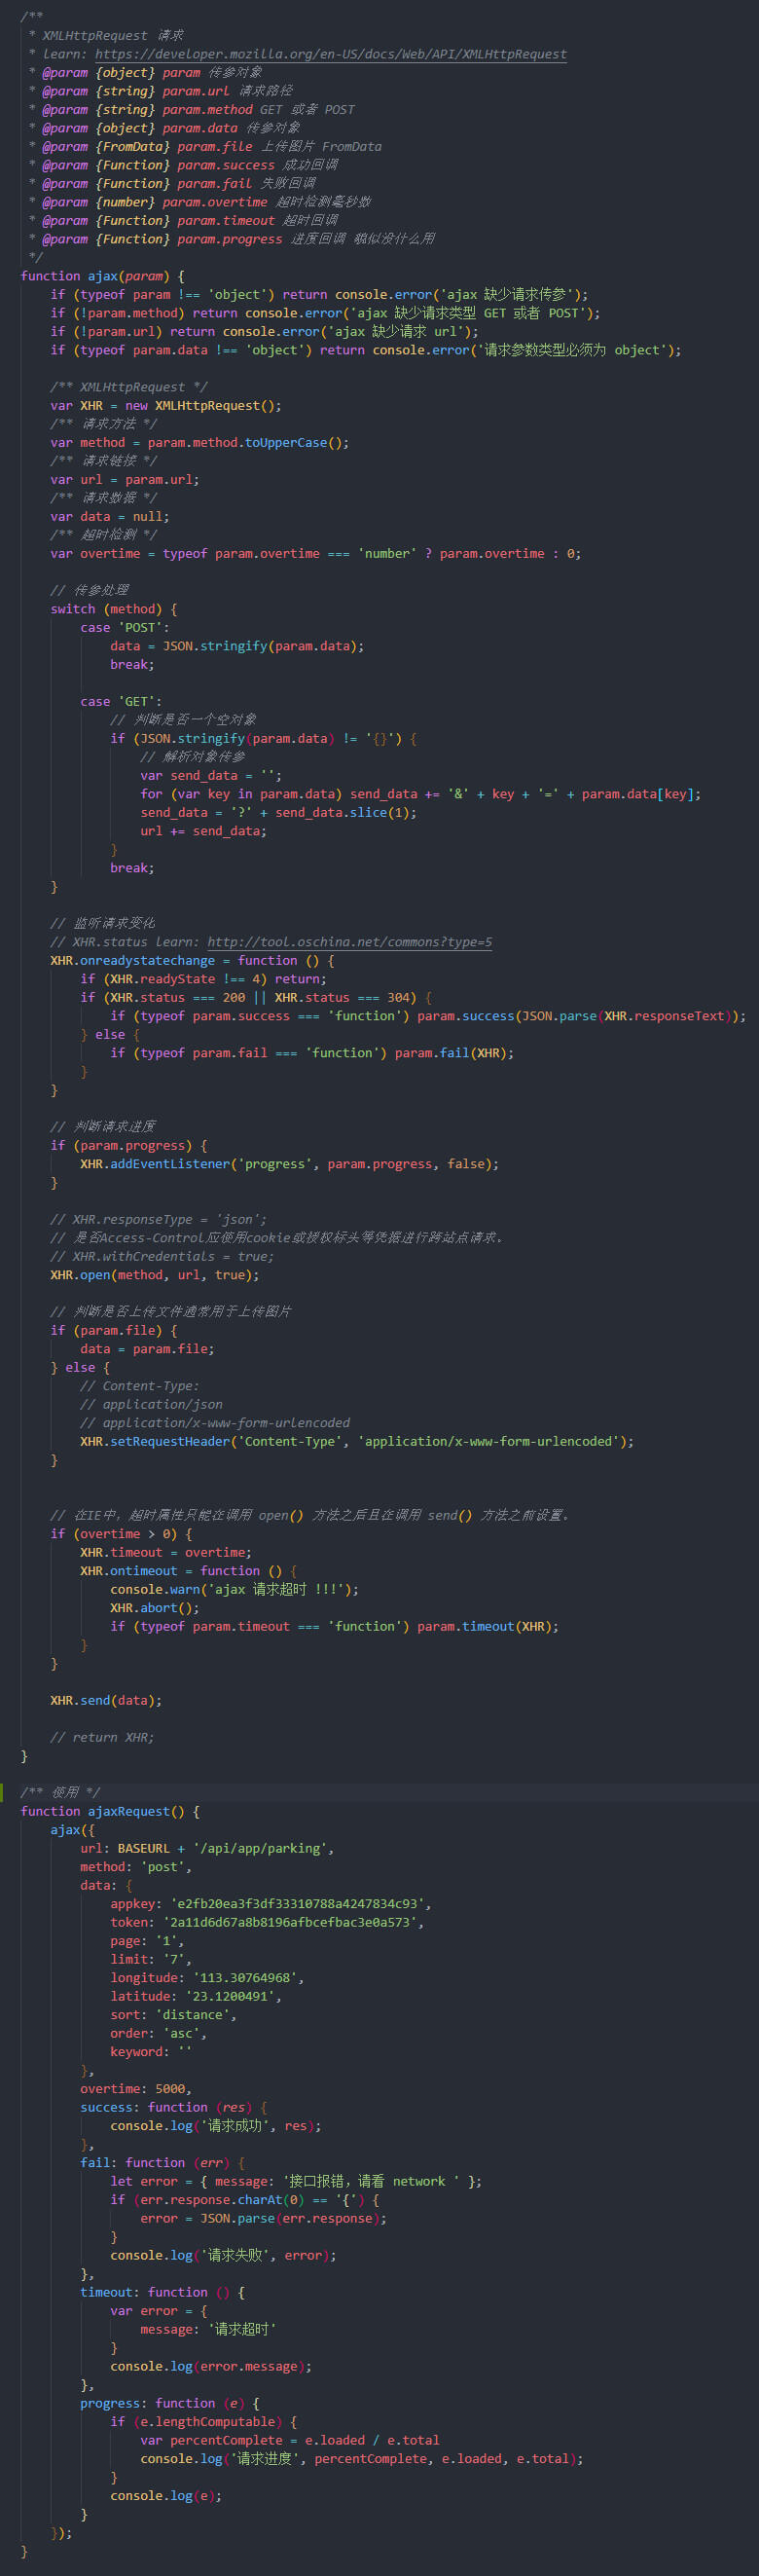 /**
 * XMLHttpRequest 请求
 * learn: https://developer.mozilla.org/en-US/docs/Web/API/XMLHttpRequest
 * @param {object} param 传参对象
 * @param {string} param.url 请求路径
 * @param {string} param.method GET 或者 POST
 * @param {object} param.data 传参对象
 * @param {FromData} param.file 上传图片 FromData
 * @param {Function} param.success 成功回调
 * @param {Function} param.fail 失败回调
 * @param {number} param.overtime 超时检测毫秒数
 * @param {Function} param.timeout 超时回调
 * @param {Function} param.progress 进度回调 貌似没什么用
 */
function ajax(param) {
    if (typeof param !== 'object') return console.error('ajax 缺少请求传参');
    if (!param.method) return console.error('ajax 缺少请求类型 GET 或者 POST');
    if (!param.url) return console.error('ajax 缺少请求 url');
    if (typeof param.data !== 'object') return console.error('请求参数类型必须为 object');

    /** XMLHttpRequest */
    var XHR = new XMLHttpRequest();
    /** 请求方法 */
    var method = param.method.toUpperCase();
    /** 请求链接 */
    var url = param.url;
    /** 请求数据 */
    var data = null;
    /** 超时检测 */
    var overtime = typeof param.overtime === 'number' ? param.overtime : 0;

    // 传参处理
    switch (method) {
        case 'POST':
            data = JSON.stringify(param.data);
            break;

        case 'GET':
            // 判断是否一个空对象
            if (JSON.stringify(param.data) != '{}') {
                // 解析对象传参
                var send_data = '';
                for (var key in param.data) send_data += '&' + key + '=' + param.data[key];
                send_data = '?' + send_data.slice(1);
                url += send_data;
            }
            break;
    }

    // 监听请求变化
    // XHR.status learn: http://tool.oschina.net/commons?type=5
    XHR.onreadystatechange = function () {
        if (XHR.readyState !== 4) return;
        if (XHR.status === 200 || XHR.status === 304) {
            if (typeof param.success === 'function') param.success(JSON.parse(XHR.responseText));
        } else {
            if (typeof param.fail === 'function') param.fail(XHR);
        }
    }

    // 判断请求进度
    if (param.progress) {
        XHR.addEventListener('progress', param.progress, false);
    }

    // XHR.responseType = 'json';
    // 是否Access-Control应使用cookie或授权标头等凭据进行跨站点请求。
    // XHR.withCredentials = true;
    XHR.open(method, url, true);

    // 判断是否上传文件通常用于上传图片
    if (param.file) {
        data = param.file;
    } else {
        // Content-Type:
        // application/json
        // application/x-www-form-urlencoded
        XHR.setRequestHeader('Content-Type', 'application/x-www-form-urlencoded');
    }

    // 在IE中，超时属性只能在调用 open() 方法之后且在调用 send() 方法之前设置。
    if (overtime > 0) {
        XHR.timeout = overtime;
        XHR.ontimeout = function () {
            console.warn('ajax 请求超时 !!!');
            XHR.abort();
            if (typeof param.timeout === 'function') param.timeout(XHR);
        }
    }

    XHR.send(data);

    // return XHR;
}

/** 使用 */
function ajaxRequest() {
    ajax({
        url: BASEURL + '/api/app/parking',
        method: 'post',
        data: {
            appkey: 'e2fb20ea3f3df33310788a4247834c93',
            token: '2a11d6d67a8b8196afbcefbac3e0a573',
            page: '1',
            limit: '7',
            longitude: '113.30764968',
            latitude: '23.1200491',
            sort: 'distance',
            order: 'asc',
            keyword: ''
        },
        overtime: 5000,
        success: function (res) {
            console.log('请求成功', res);
        },
        fail: function (err) {
            let error = { message: '接口报错，请看 network ' };
            if (err.response.charAt(0) == '{') {
                error = JSON.parse(err.response);
            }
            console.log('请求失败', error);
        },
        timeout: function () {
            var error = {
                message: '请求超时'
            }
            console.log(error.message);
        },
        progress: function (e) {
            if (e.lengthComputable) {
                var percentComplete = e.loaded / e.total
                console.log('请求进度', percentComplete, e.loaded, e.total);
            }
            console.log(e);
        }
    });
}